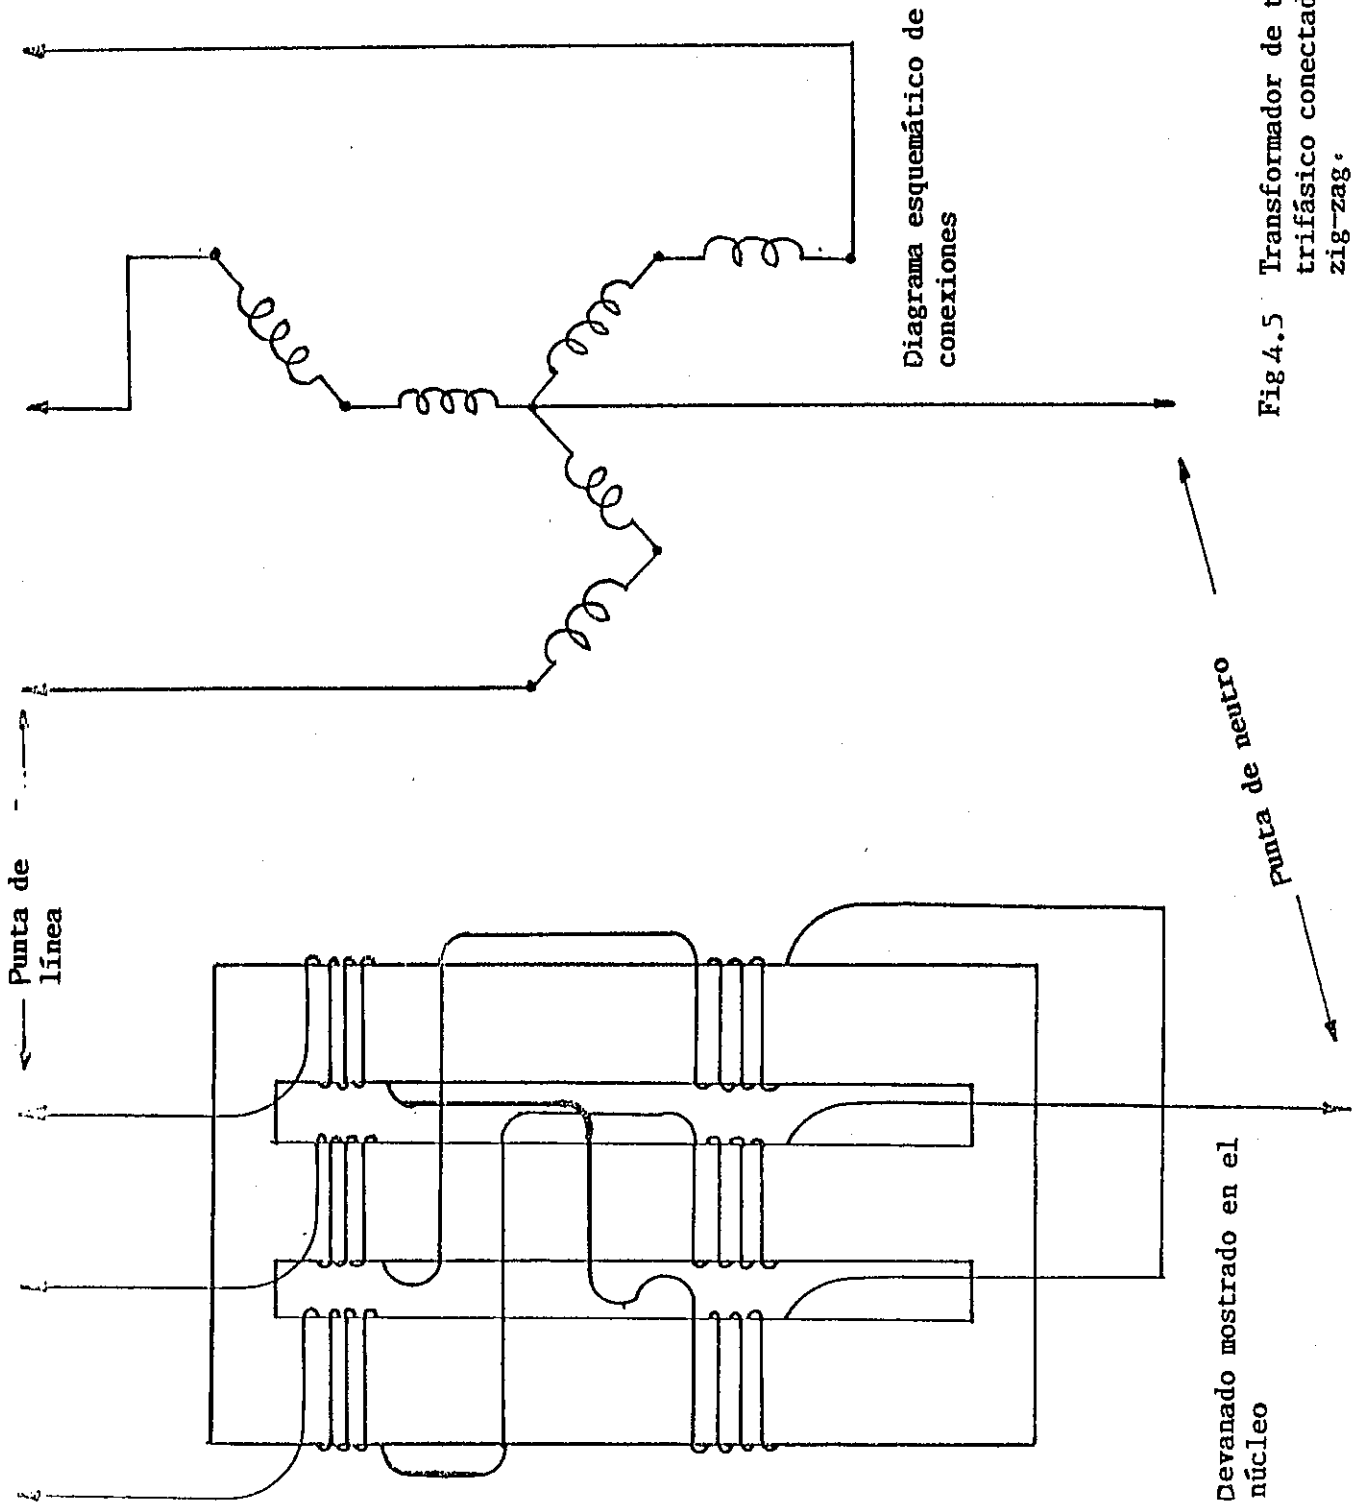 Punta de
línea
Diagrama esquemático de
conexiones
Devanado mostrado en el
núcleo
Punta de neutro
Fig 4.5 Transformador de t
trifásico conectad
zig-zag.